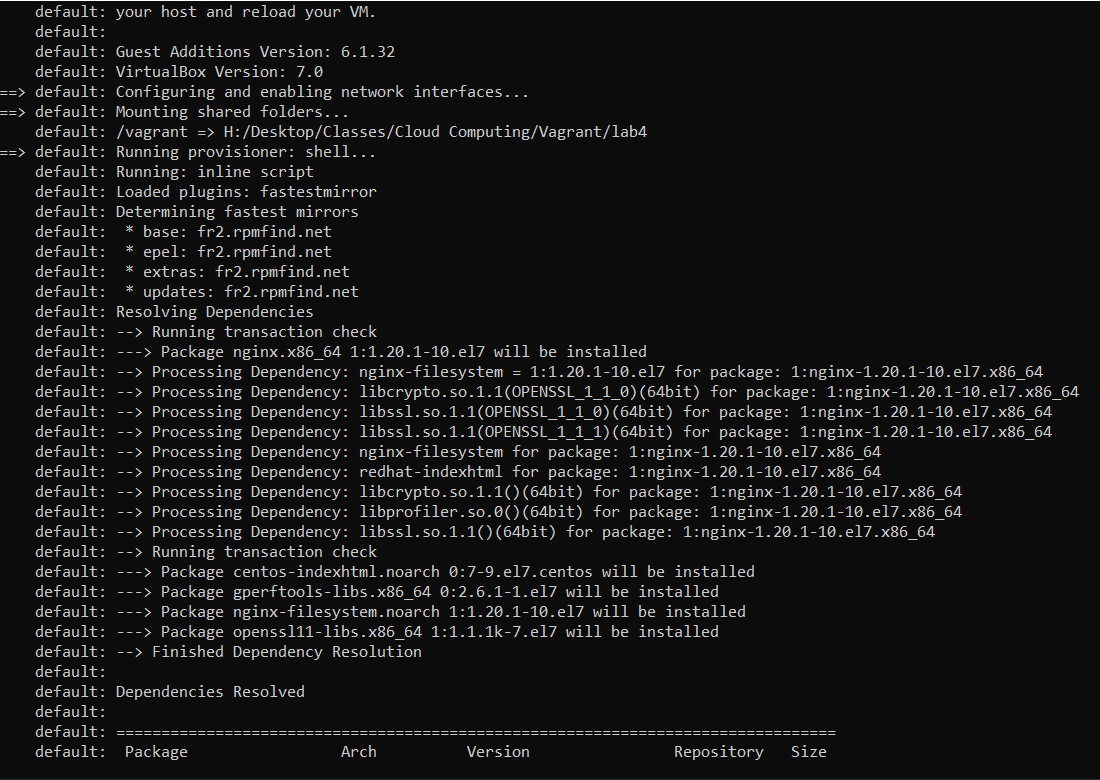 default: your host and reload your VM.
default:
default: Guest Additions Version: 6.1.32
default: VirtualBox Version: 7.0
==> default: Configuring and enabling network interfaces...
==> default: Mounting shared folders...
default: /vagrant => H:/Desktop/Classes/Cloud Computing/Vagrant/lab4
==> default: Running provisioner: shell...
default: Running: inline script
default: Loaded plugins: fastestmirror
default: Determining fastest mirrors
default:  * base: fr2.rpmfind.net
default:  * epel: fr2.rpmfind.net
default:  * extras: fr2.rpmfind.net
default:  * updates: fr2.rpmfind.net
default: Resolving Dependencies
default: --> Running transaction check
default: ---> Package nginx.x86_64 1:1.20.1-10.el7 will be installed
default: --> Processing Dependency: nginx-filesystem = 1:1.20.1-10.el7 for package: 1:nginx-1.20.1-10.el7.x86_64
default: --> Processing Dependency: libcrypto.so.1.1(OPENSSL_1_1_0)(64bit) for package: 1:nginx-1.20.1-10.el7.x86_64
default: --> Processing Dependency: libssl.so.1.1(OPENSSL_1_1_0)(64bit) for package: 1:nginx-1.20.1-10.el7.x86_64
default: --> Processing Dependency: libssl.so.1.1(OPENSSL_1_1_1)(64bit) for package: 1:nginx-1.20.1-10.el7.x86_64
default: --> Processing Dependency: nginx-filesystem for package: 1:nginx-1.20.1-10.el7.x86_64
default: --> Processing Dependency: redhat-indexhtml for package: 1:nginx-1.20.1-10.el7.x86_64
default: --> Processing Dependency: libcrypto.so.1.1()(64bit) for package: 1:nginx-1.20.1-10.el7.x86_64
default: --> Processing Dependency: libprofiler.so.0()(64bit) for package: 1:nginx-1.20.1-10.el7.x86_64
default: --> Processing Dependency: libssl.so.1.1()(64bit) for package: 1:nginx-1.20.1-10.el7.x86_64
default: --> Running transaction check
default: ---> Package centos-indexhtml.noarch 0:7-9.el7.centos will be installed
default: ---> Package gperftools-libs.x86_64 0:2.6.1-1.el7 will be installed
default: ---> Package nginx-filesystem.noarch 1:1.20.1-10.el7 will be installed
default: ---> Package openssl11-libs.x86_64 1:1.1.1k-7.el7 will be installed
default: --> Finished Dependency Resolution
default:
default: Dependencies Resolved
default:
default: ================================================================================
default:  Package                 Arch          Version                Repository   Size